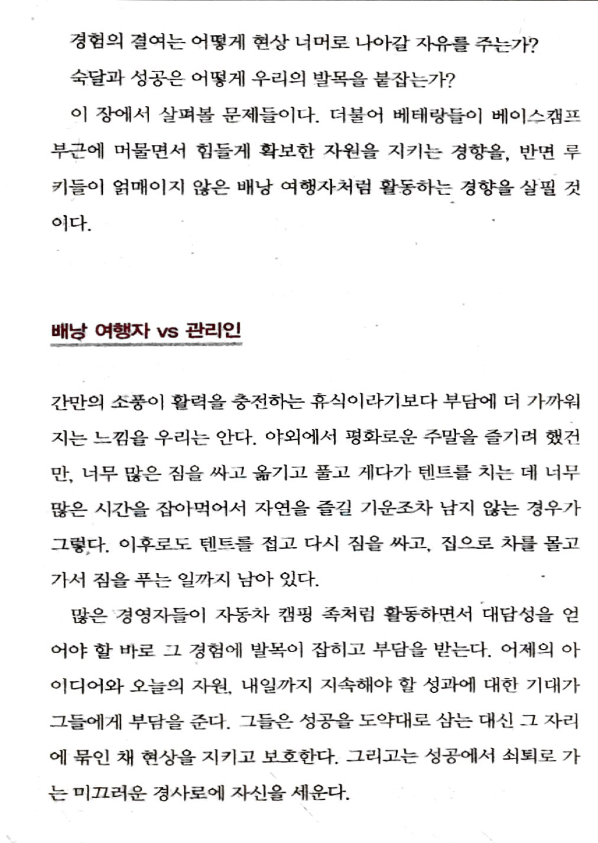 경험의 결여는 어떻게 현상 너머로 나아갈 자유를 주는가?
숙달과 성공은 어떻게 우리의 발목을 붙잡는가?
이 장에서 살펴볼 문제들이다. 더불어 베테랑들이 베이스캠프
부근에 머물면서 힘들게 확보한 자원을 지키는 경향을, 반면 루
키들이 얽매이지 않은 배낭 여행자처럼 활동하는 경향을 살필 것
이다.
배낭 여행자 vs 관리인
간만의 소풍이 활력을 충전하는 휴식이라기보다 부담에 더 가까워
지는 느낌을 우리는 안다. 야외에서 평화로운 주말을 즐기려 했건
만, 너무 많은 짐을 싸고 옮기고 풀고 게다가 텐트를 치는 데 너무
많은 시간을 잡아먹어서 자연을 즐길 기운조차 남지 않는 경우가
그렇다. 이후로도 텐트를 접고 다시 짐을 싸고, 집으로 차를 몰고
가서 짐을 푸는 일까지 남아 있다.
많은 경영자들이 자동차 캠핑 족처럼 활동하면서 대담성을 얻
어야 할 바로 그 경험에 발목이 잡히고 부담을 받는다. 어제의 아
이디어와 오늘의 자원, 내일까지 지속해야 할 성과에 대한 기대가
그들에게 부담을 준다. 그들은 성공을 도약대로 삼는 대신 그 자리
에 묶인 채 현상을 지키고 보호한다. 그리고는 성공에서 쇠퇴로 가
는 미끄러운 경사로에 자신을 세운다.